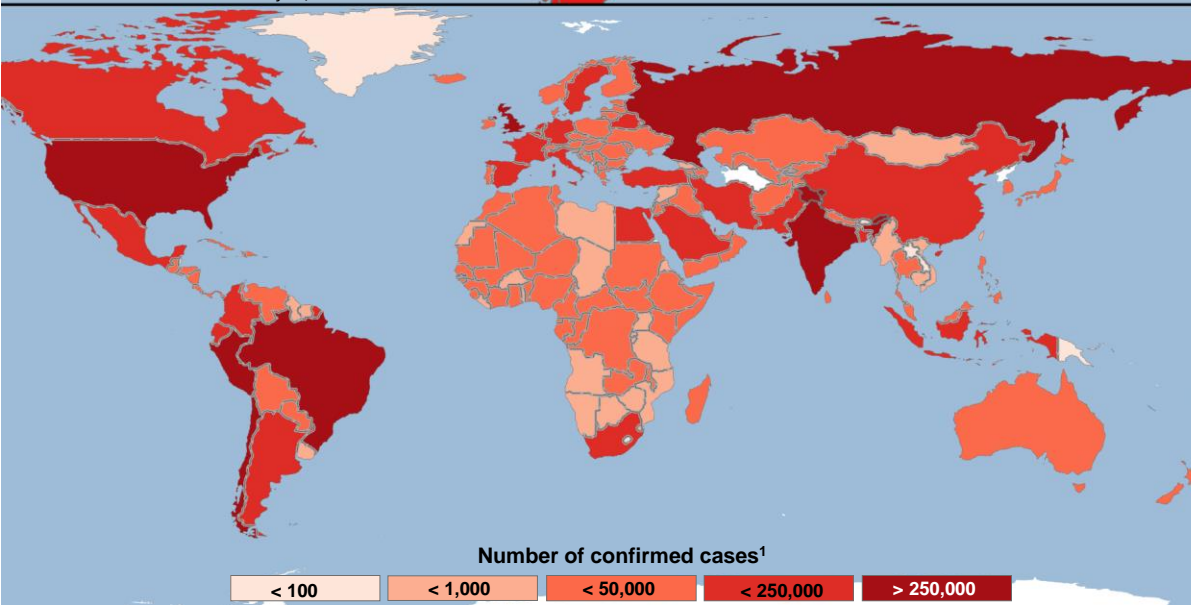 Number of confirmed cases¹
< 100 < 1,000 < 50,000 < 250,000 > 250,000